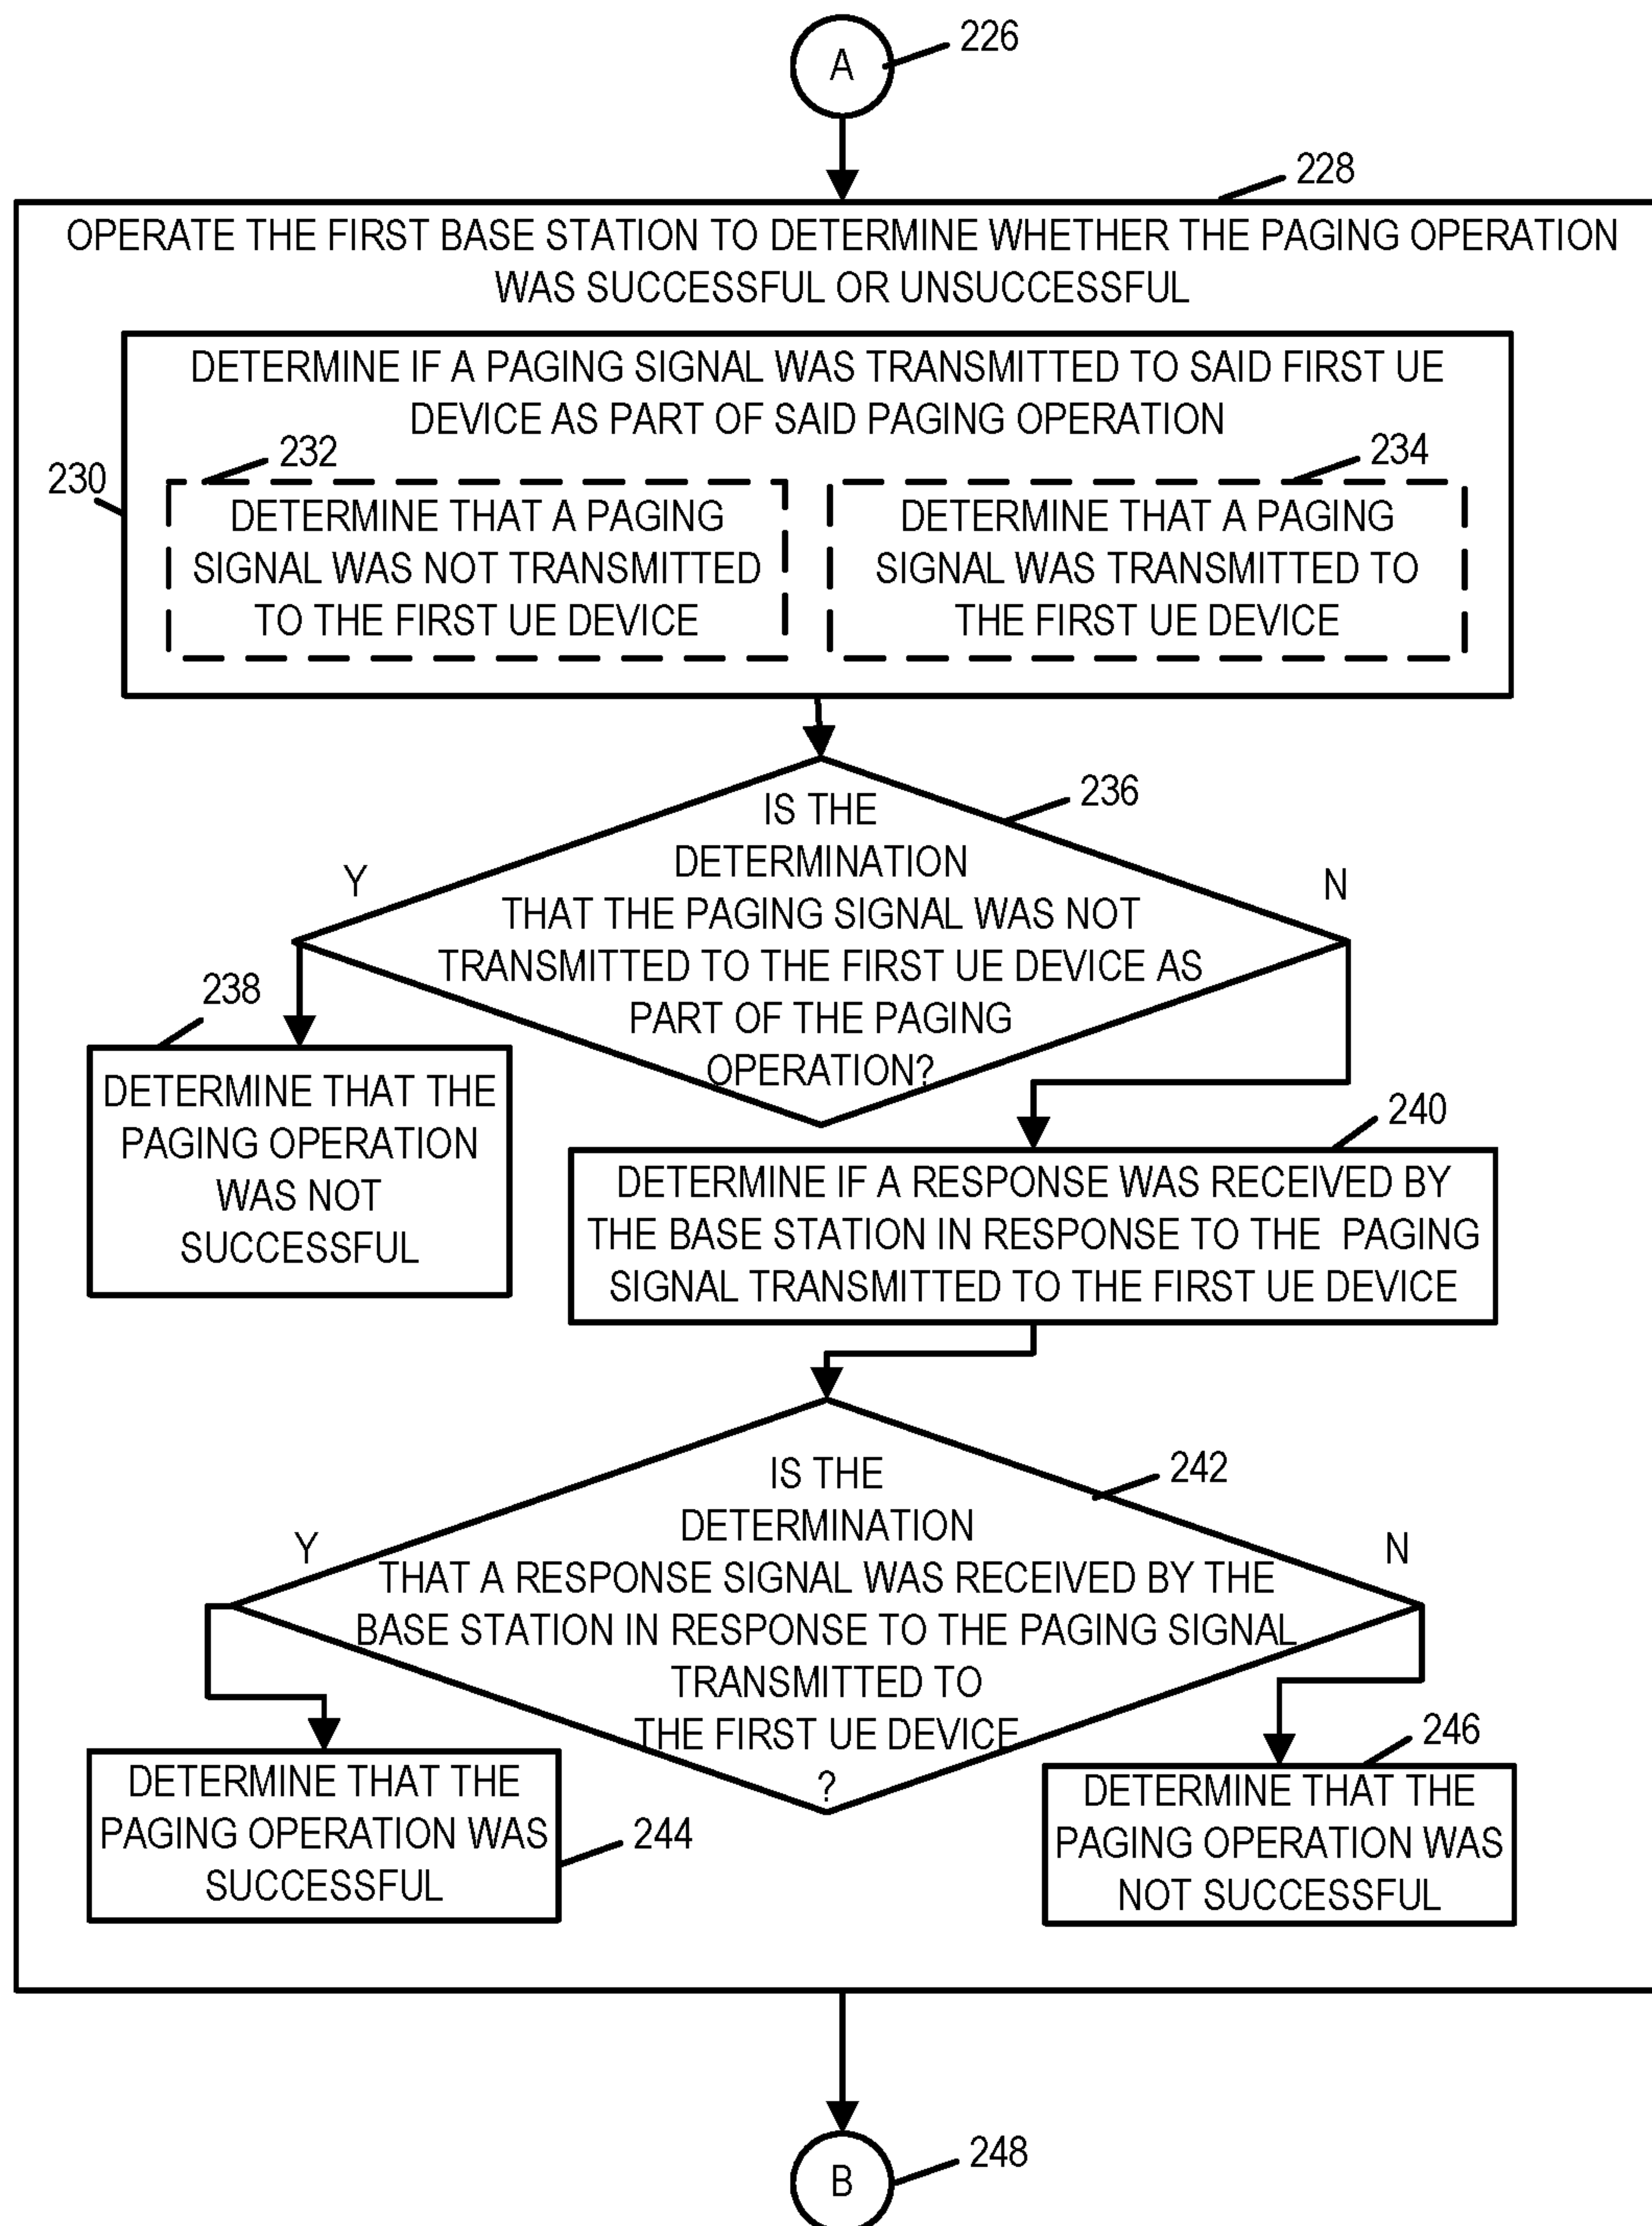 A
226
228
OPERATE THE FIRST BASE STATION TO DETERMINE WHETHER THE PAGING OPERATION
WAS SUCCESSFUL OR UNSUCCESSFUL
DETERMINE IF A PAGING SIGNAL WAS TRANSMITTED TO SAID FIRST UE
DEVICE AS PART OF SAID PAGING OPERATION
230
232
DETERMINE THAT A PAGING
SIGNAL WAS NOT TRANSMITTED
TO THE FIRST UE DEVICE
234
DETERMINE THAT A PAGING
SIGNAL WAS TRANSMITTED TO
THE FIRST UE DEVICE
236
IS THE
DETERMINATION
THAT THE PAGING SIGNAL WAS NOT
TRANSMITTED TO THE FIRST UE DEVICE AS
PART OF THE PAGING
OPERATION?
Y
N
238
DETERMINE THAT THE
PAGING OPERATION
WAS NOT
SUCCESSFUL
240
DETERMINE IF A RESPONSE WAS RECEIVED BY
THE BASE STATION IN RESPONSE TO THE PAGING
SIGNAL TRANSMITTED TO THE FIRST UE DEVICE
242
IS THE
DETERMINATION
THAT A RESPONSE SIGNAL WAS RECEIVED BY THE
BASE STATION IN RESPONSE TO THE PAGING SIGNAL
TRANSMITTED TO
THE FIRST UE DEVICE
?
Y
N
DETERMINE THAT THE
PAGING OPERATION WAS
SUCCESSFUL
244
246
DETERMINE THAT THE
PAGING OPERATION WAS
NOT SUCCESSFUL
B
248